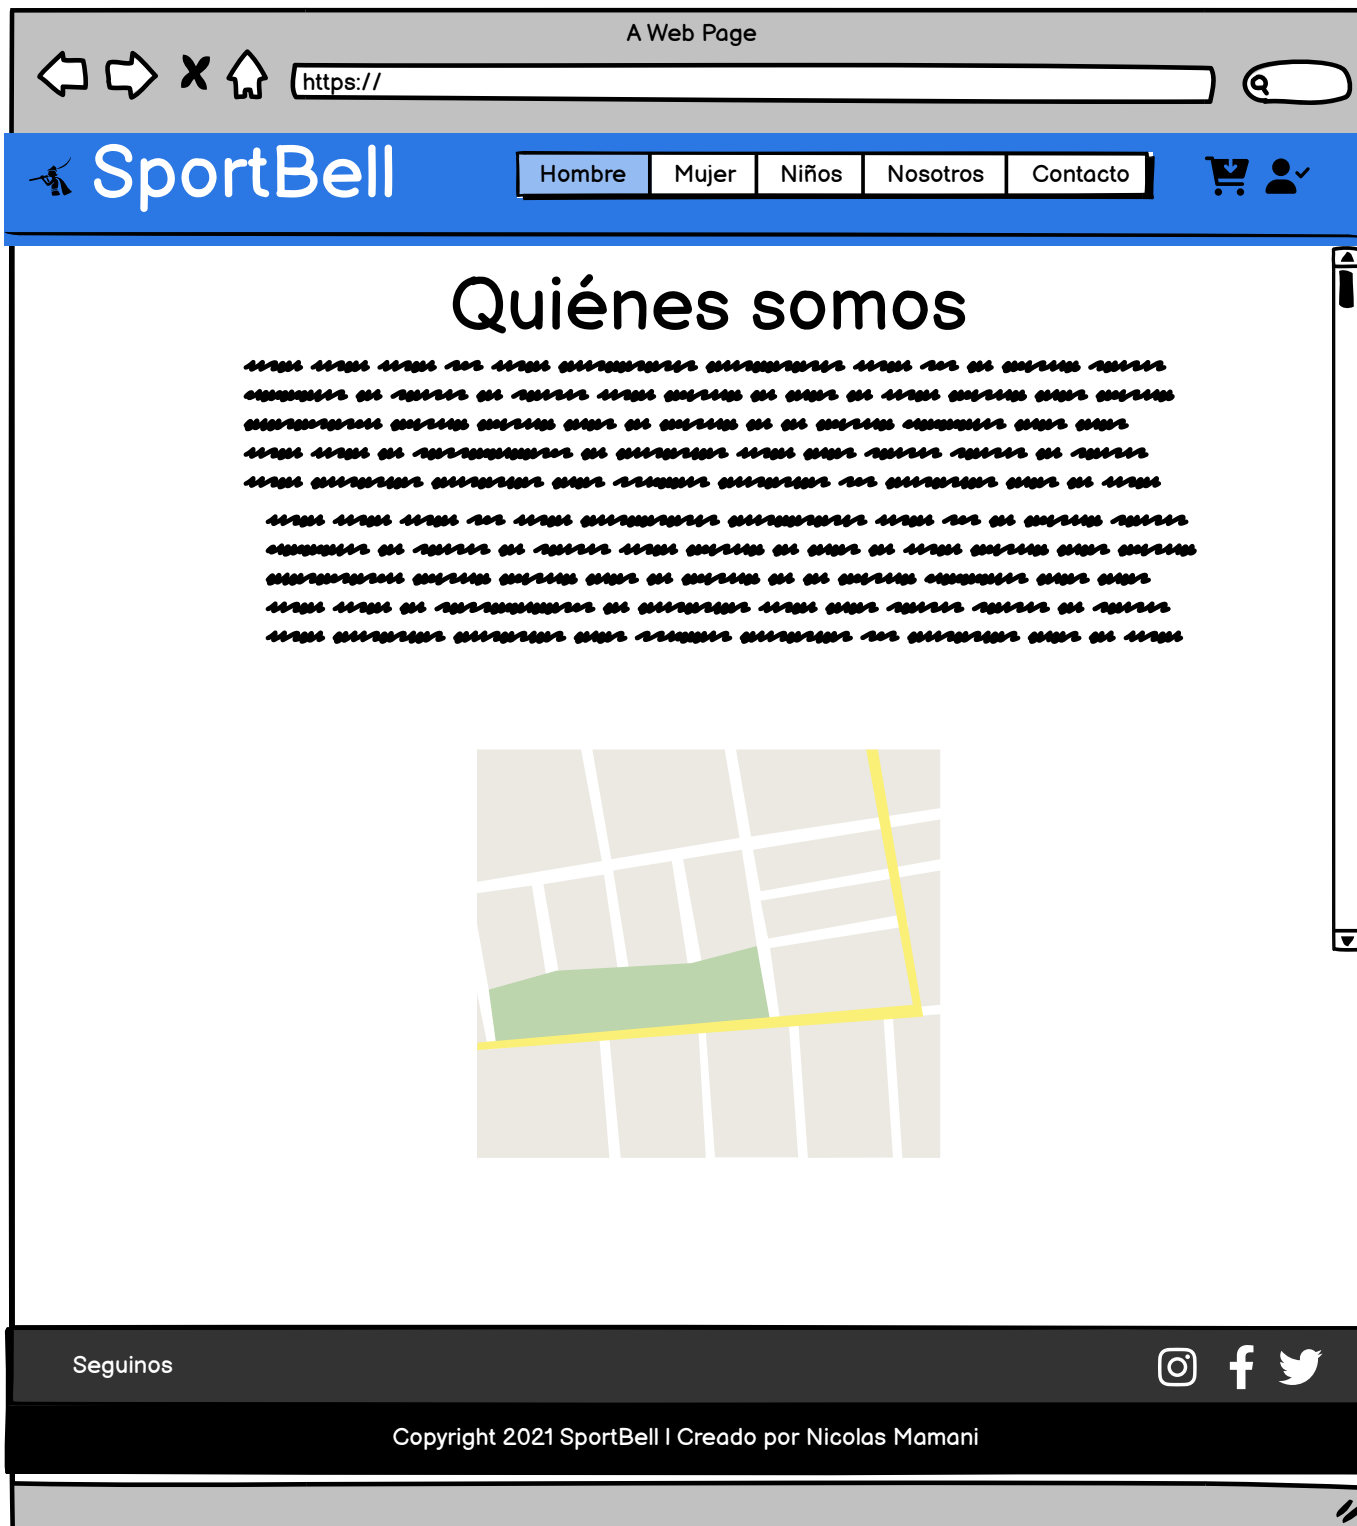 A Web Page
https://
SportBell
Hombre Mujer Niños Nosotros Contacto
Quiénes somos
Seguinos
Copyright 2021 SportBell I Creado por Nicolas Mamani